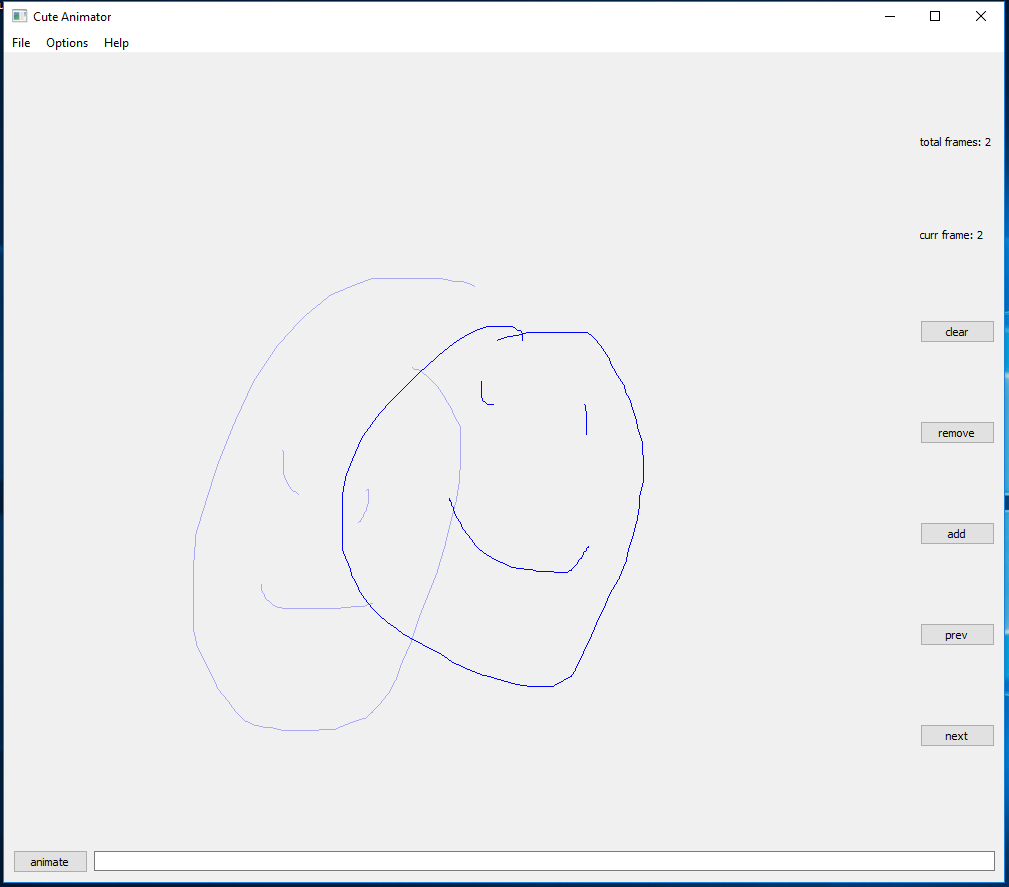 Cute Animator
File Options Help
total frames: 2
curr frame: 2
clear
remove
add
prev
next
animate